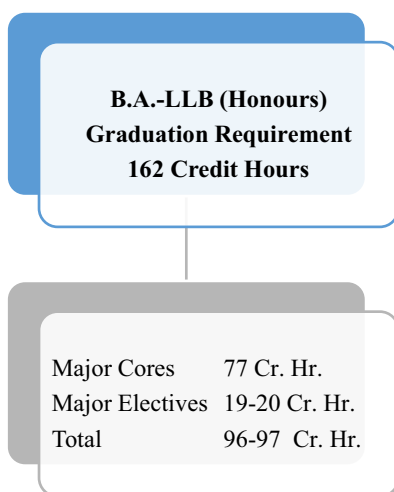 B.A.-LLB (Honours)
Graduation Requirement
162 Credit Hours
Major Cores 77 Cr. Hr.
Major Electives 19-20 Cr. Hr.
Total 96-97 Cr. Hr.